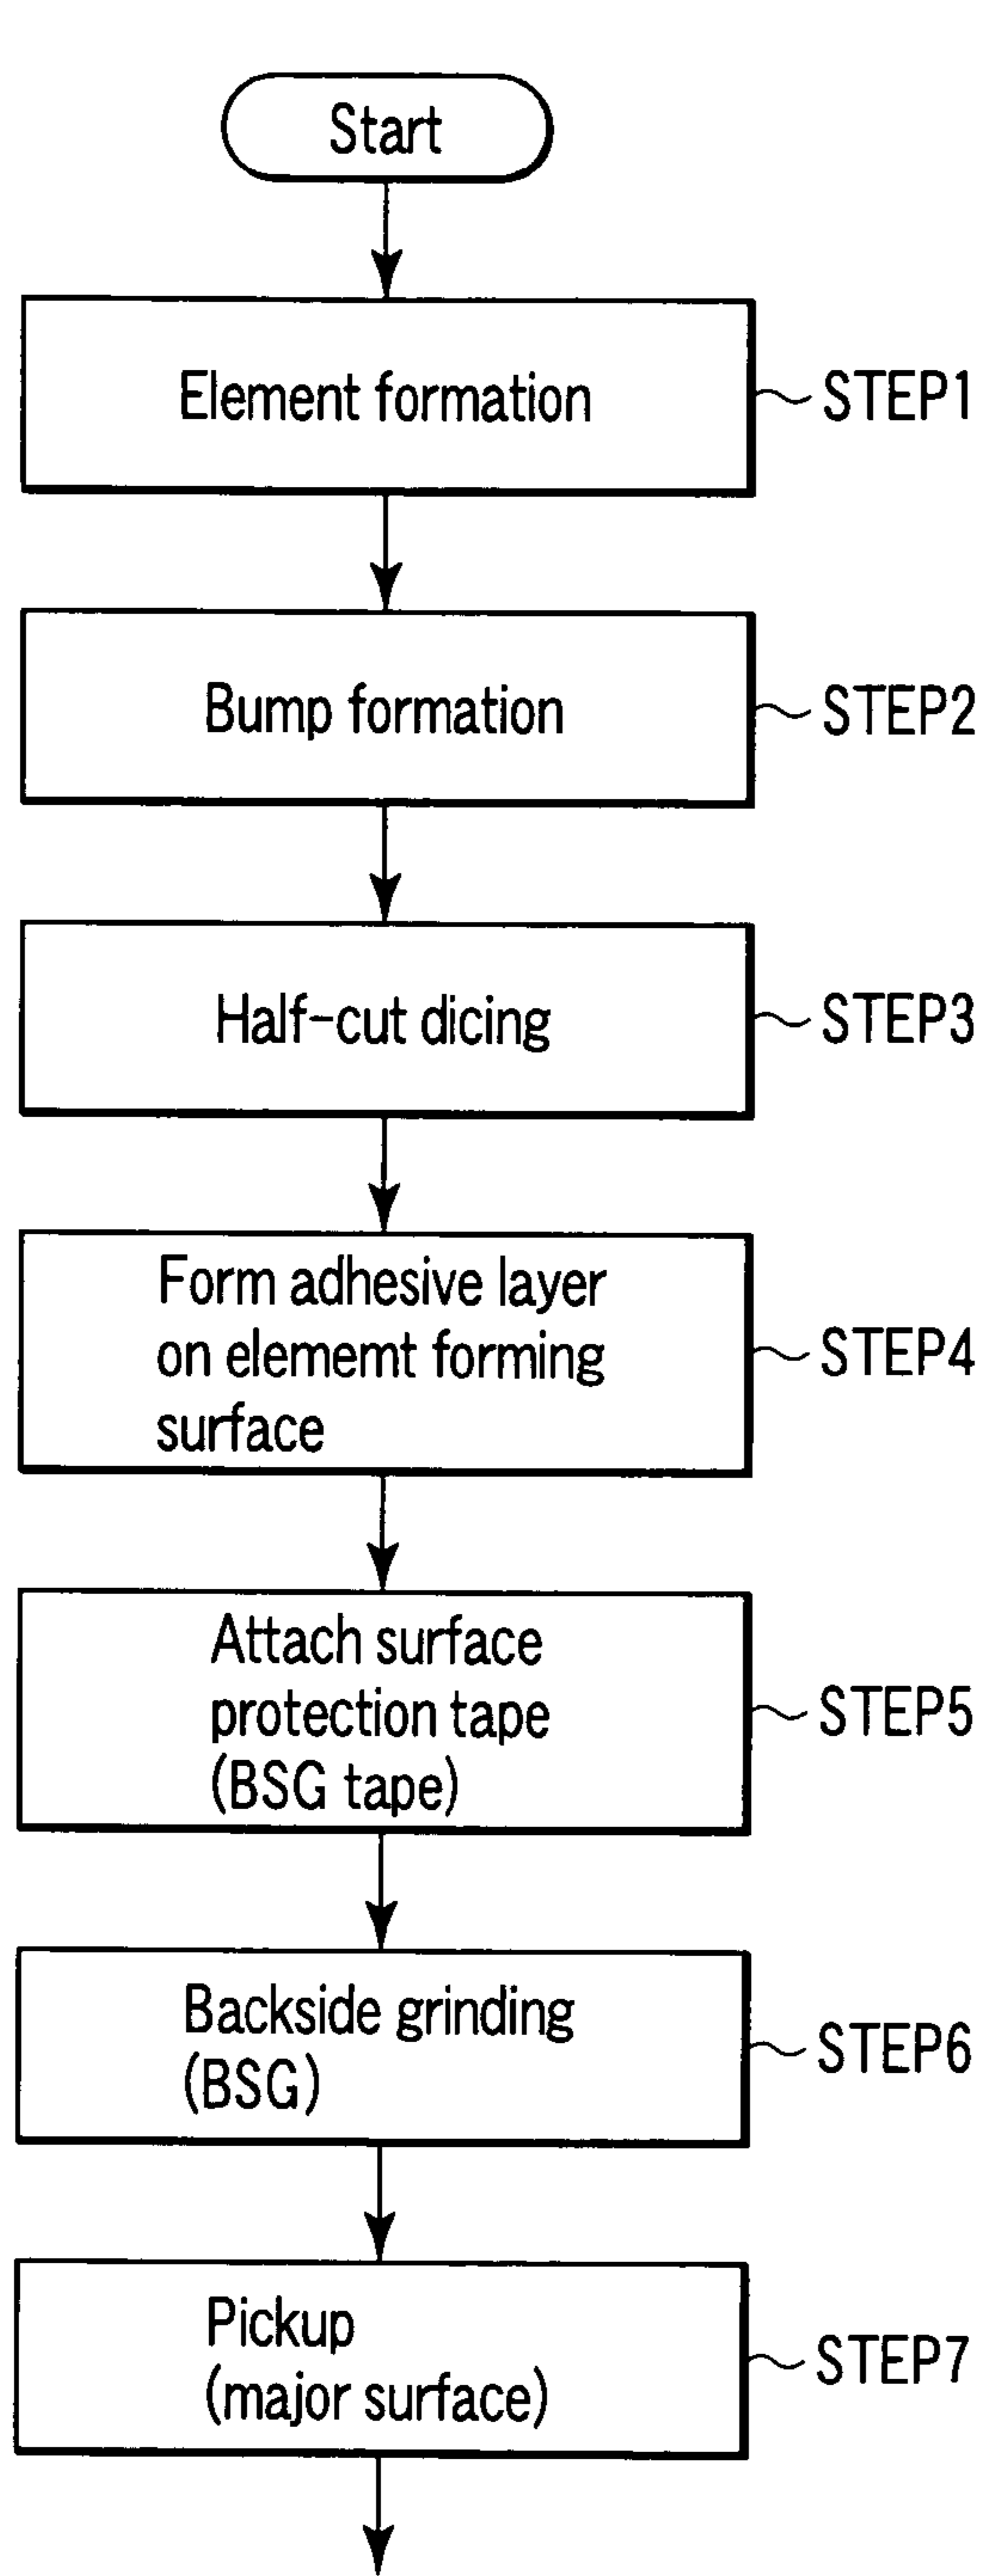 Start
Element formation
STEP1
Bump formation
STEP2
Half-cut dicing
STEP3
Form adhesive layer
on elememt forming
surface
STEP4
Attach surface
protection tape
(BSG tape)
STEP5
Backside grinding
(BSG)
STEP6
Pickup
(major surface)
STEP7